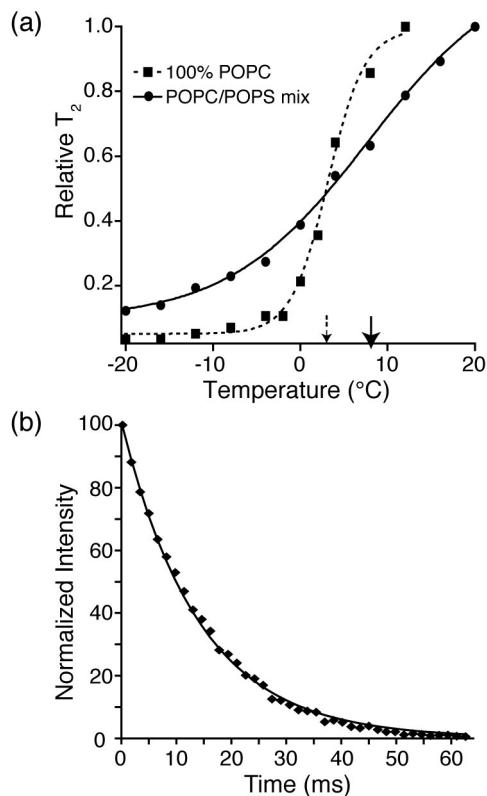 (a)
1.0
0.8
0.6
0.4
0.2
Relative T2
100% POPC
POPC/POPS mix
-20 -10 0 10 20
Temperature (°C)
(b)
100
80
60
40
20
0
Normalized Intensity
0 10 20 30 40 50 60
Time (ms)